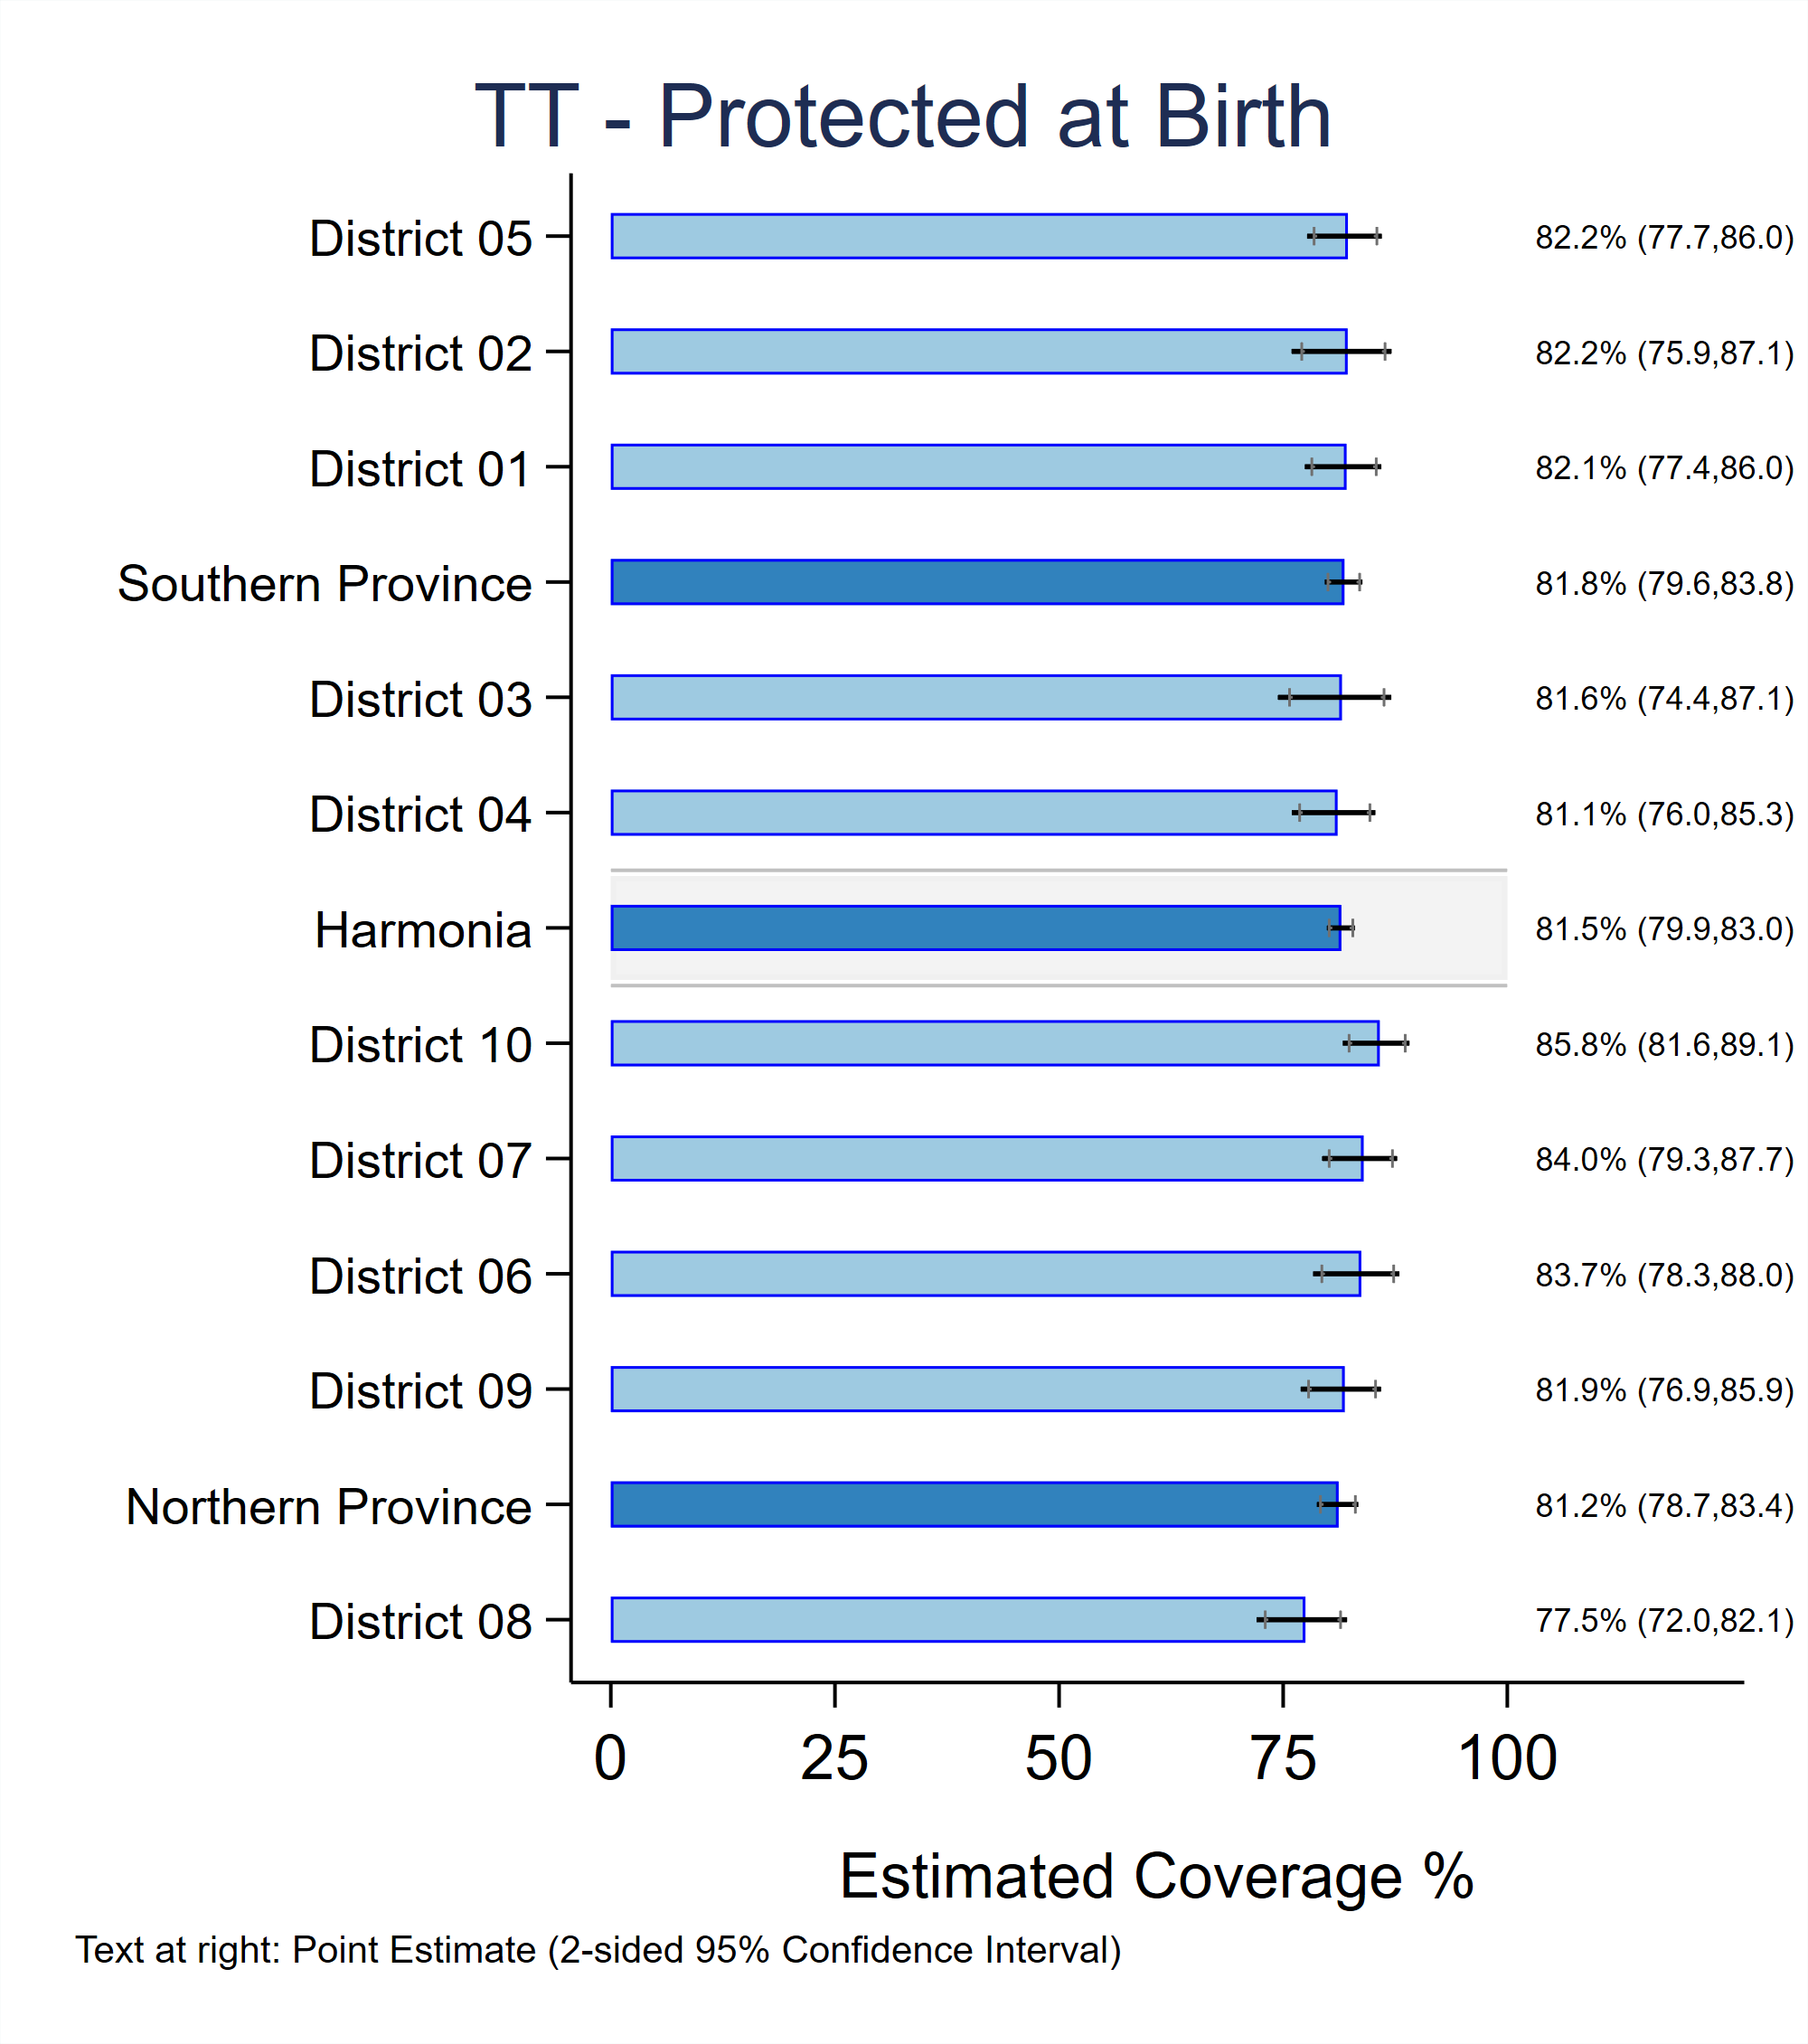 TT - Protected at Birth
District 05 82.2% (77.7,86.0)
District 02 82.2% (75.9,87.1)
District 01 82.1% (77.4,86.0)
Southern Province 81.8% (79.6,83.8)
District 03 81.6% (74.4,87.1)
District 04 81.1% (76.0,85.3)
Harmonia 81.5% (79.9,83.0)
District 10 85.8% (81.6,89.1)
District 07 84.0% (79.3,87.7)
District 06 83.7% (78.3,88.0)
District 09 81.9% (76.9,85.9)
Northern Province 81.2% (78.7,83.4)
District 08 77.5% (72.0,82.1)
0 25 50 75 100
Estimated Coverage %
Text at right: Point Estimate (2-sided 95% Confidence Interval)